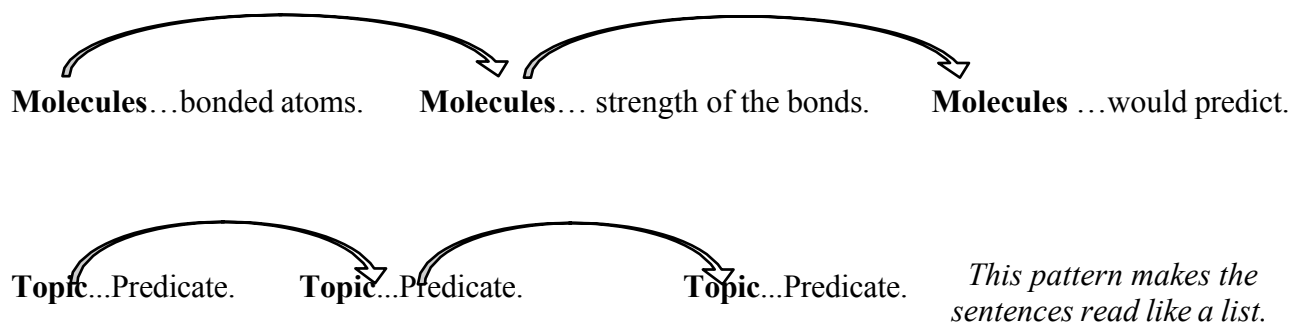 Molecules…bonded atoms. Molecules… strength of the bonds. Molecules …would predict.
Topic...Predicate. Topic...Predicate. Topic...Predicate. This pattern makes the
sentences read like a list.